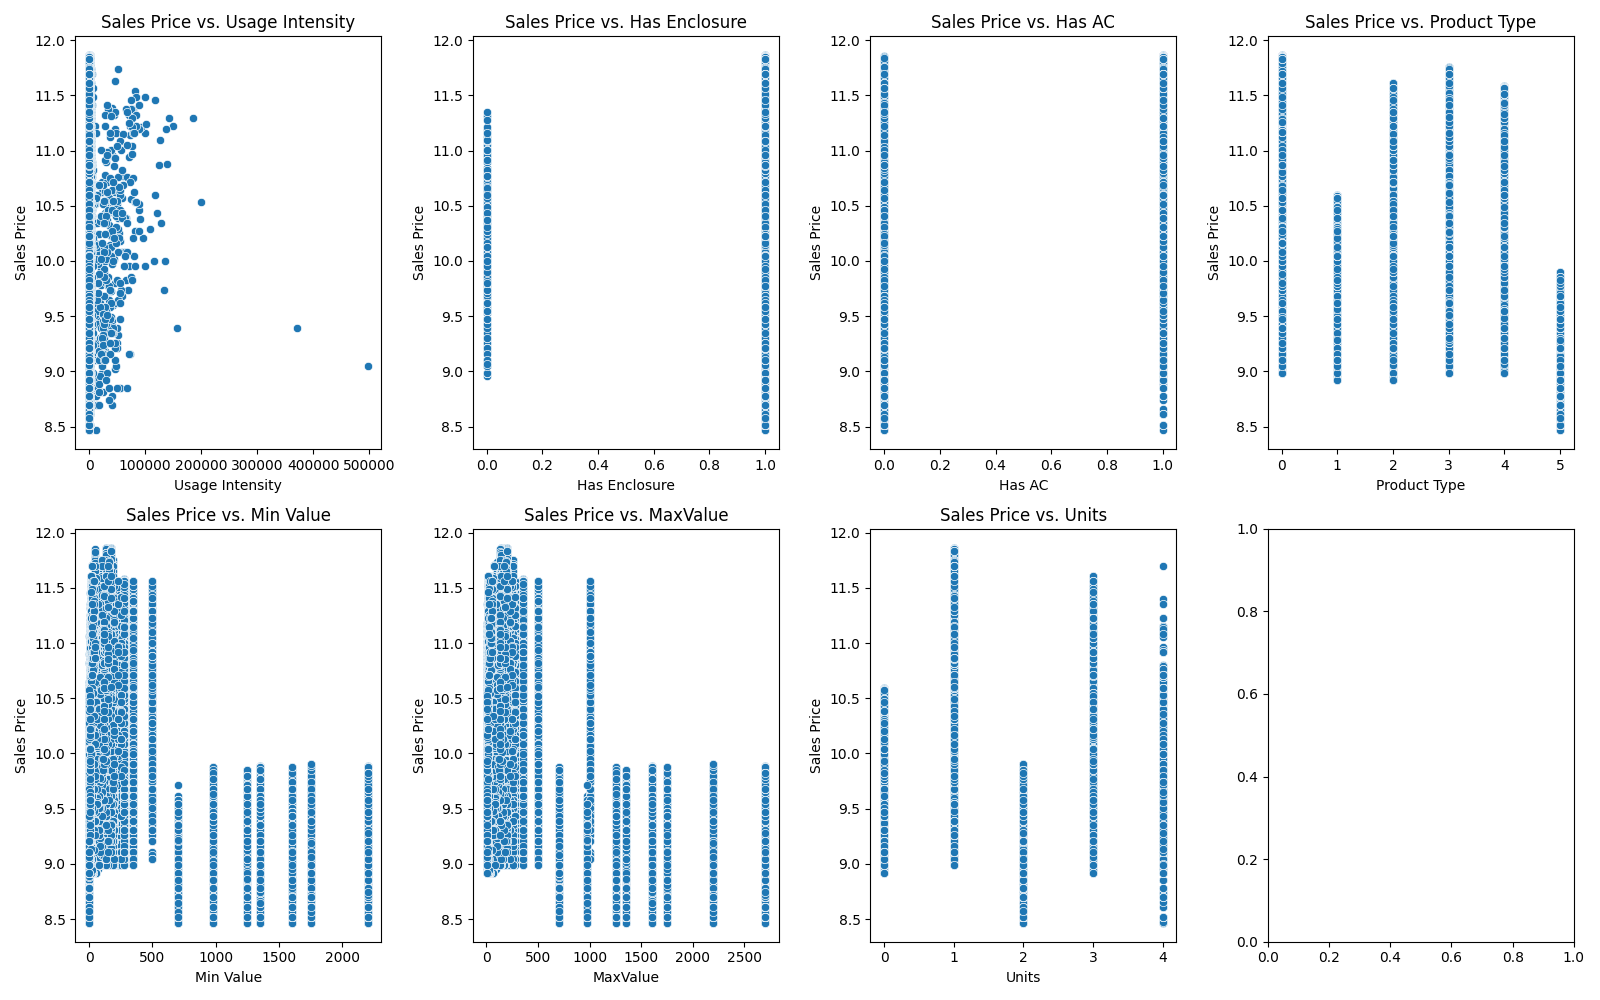 Sales Price vs. Usage Intensity
Sales Price vs. Has Enclosure
Sales Price vs. Has AC
Sales Price vs. Product Type
12.0
11.5
11.0
10.5
10.0
9.5
9.0
8.5
Sales Price
0 100000 200000 300000 400000 500000
Usage Intensity
12.0
11.5
11.0
10.5
10.0
9.5
9.0
8.5
Sales Price
0.0 0.2 0.4 0.6 0.8 1.0
Has Enclosure
12.0
11.5
11.0
10.5
10.0
9.5
9.0
8.5
Sales Price
0.0 0.2 0.4 0.6 0.8 1.0
Has AC
12.0
11.5
11.0
10.5
10.0
9.5
9.0
8.5
Sales Price
0 1 2 3 4 5
Product Type
Sales Price vs. Min Value
Sales Price vs. MaxValue
Sales Price vs. Units
12.0
11.5
11.0
10.5
10.0
9.5
9.0
8.5
Sales Price
0 500 1000 1500 2000
Min Value
12.0
11.5
11.0
10.5
10.0
9.5
9.0
8.5
Sales Price
0 500 1000 1500 2000 2500
MaxValue
12.0
11.5
11.0
10.5
10.0
9.5
9.0
8.5
Sales Price
0 1 2 3 4
Units
1.0
0.8
0.6
0.4
0.2
0.0
0.0 0.2 0.4 0.6 0.8 1.0